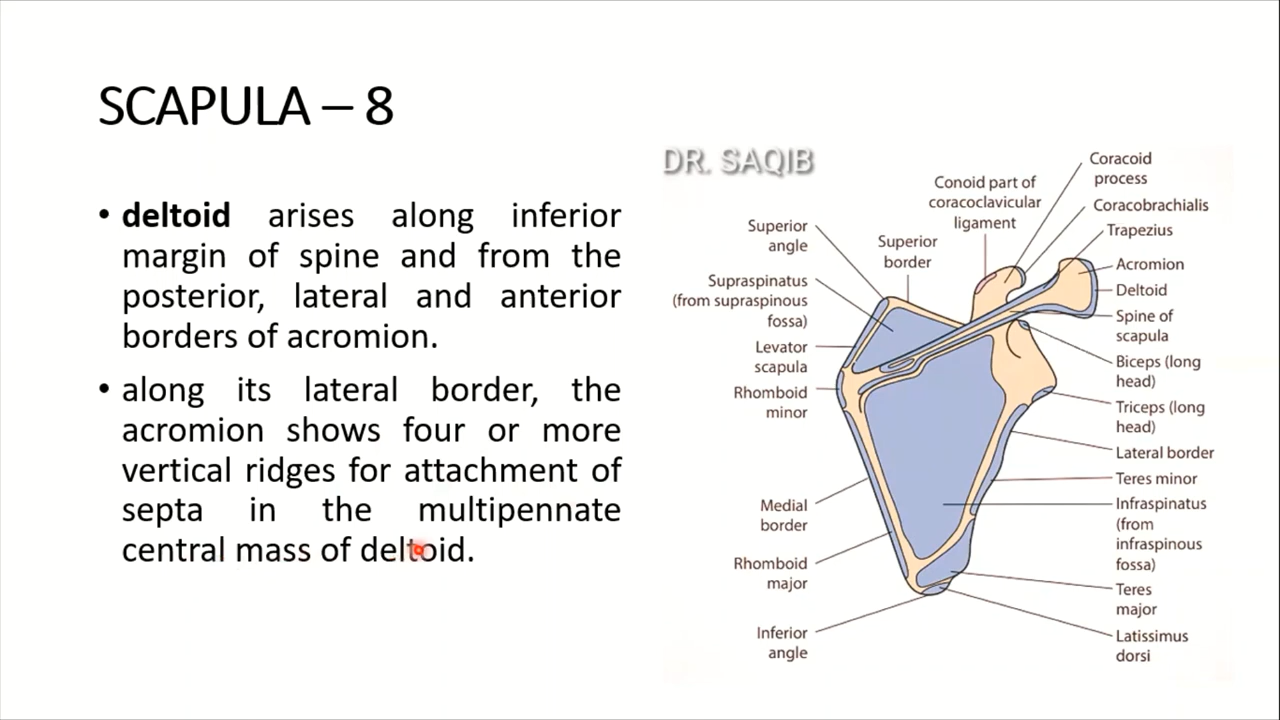 SCAPULA – 8
• deltoid arises along inferior
margin of spine and from the
posterior, lateral and anterior
borders of acromion.
• along its lateral border, the
acromion shows four or more
vertical ridges for attachment of
septa in the multipennate
central mass of deltoid.
DR. SAQIB
Superior
angle
Supraspinatus
(from supraspinous
fossa)
Levator
scapula
Rhomboid
minor
Medial
border
Rhomboid
major
Inferior
angle
Superior
border
Conoid part of
coracoclavicular
ligament
Coracoid
process
Coracobrachialis
Trapezius
Acromion
Deltoid
Spine of
scapula
Biceps (long
head)
Triceps (long
head)
Lateral border
Teres minor
Infraspinatus
(from
infraspinous
fossa)
Teres
major
Latissimus
dorsi